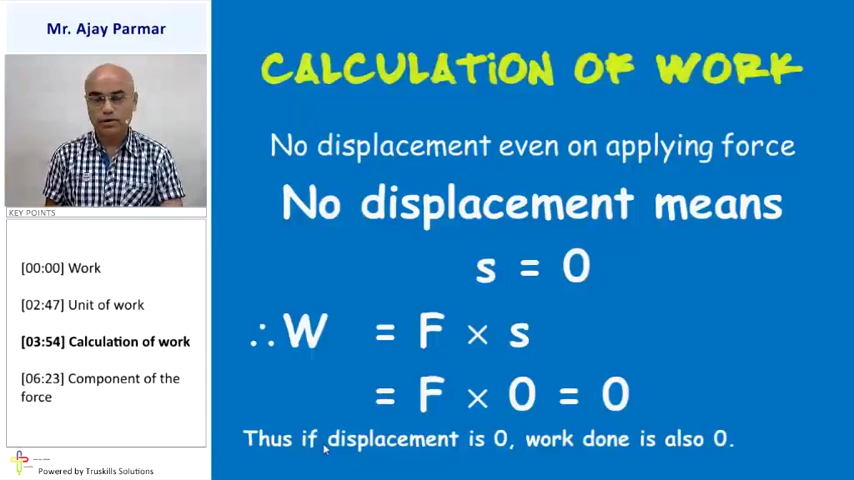 Mr. Ajay Parmar
KEY POINTS
[00:00] Work
[02:47] Unit of work
[03:54] Calculation of work
[06:23] Component of the
force
Powered by Truskills Solutions
CALCULATION OF WORK
No displacement even on applying force
No displacement means
s = 0
∴ W = F × s
= F × 0 = 0
Thus if displacement is 0, work done is also 0.